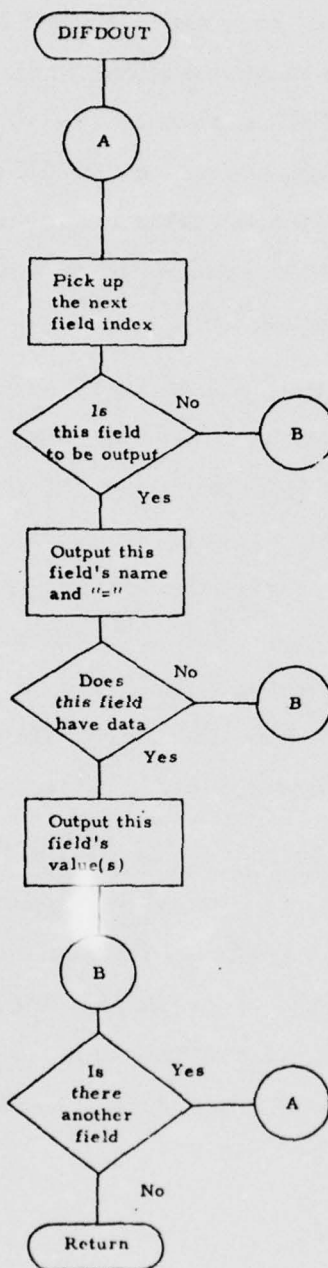 DIFDOUT
A
Pick up
the next
field index
Is
this field
to be output
No
B
Yes
Output this
field's name
and "="
Does
this field
have data
No
B
Yes
Output this
field's
value(s)
B
Is
there
another
field
Yes
A
No
Return